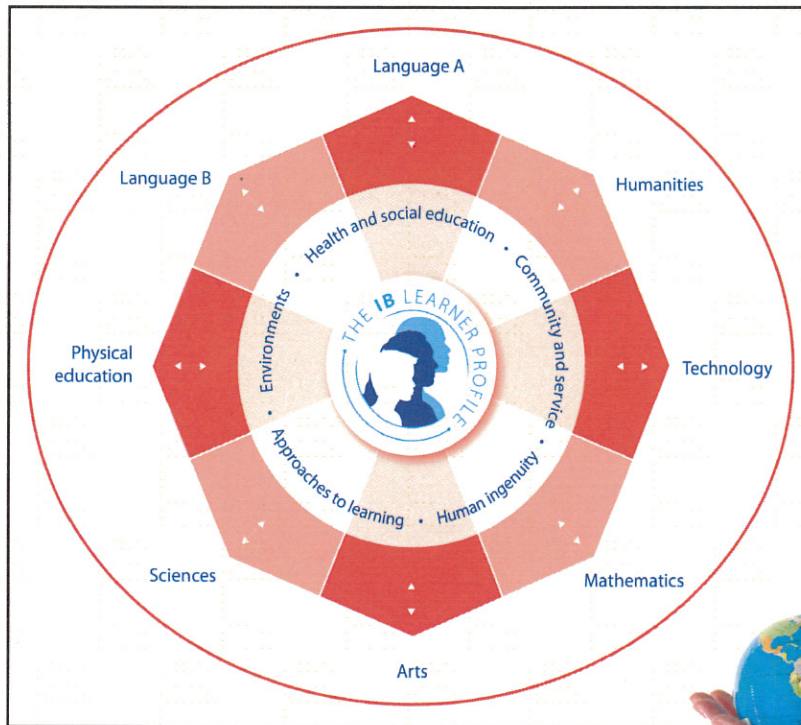 Language A
Language B
Humanities
Health and social education
•
Community and service
•
Environments
•
THE IB LEARNER PROFILE
Physical
education
Technology
•
Approaches to learning
•
Human ingenuity
•
Sciences
Mathematics
Arts